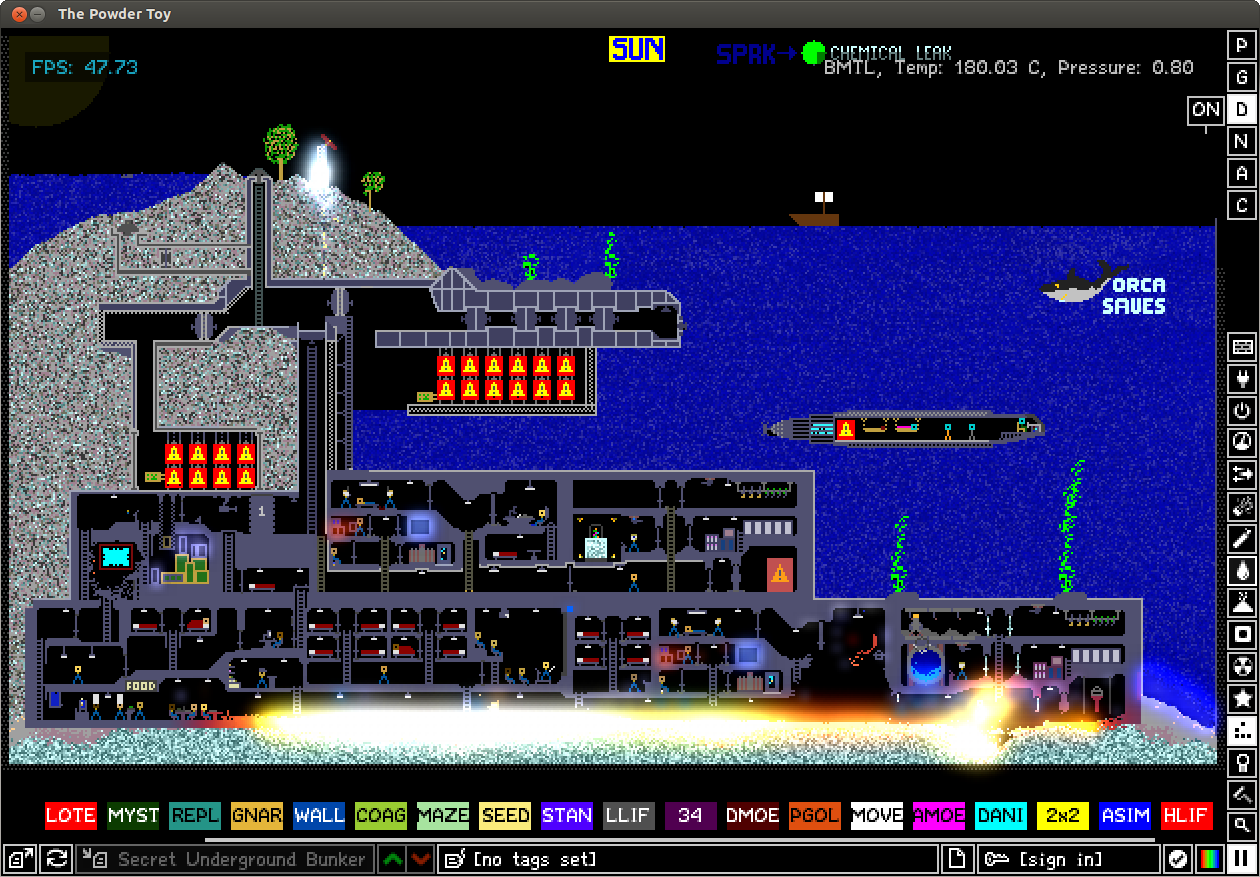 The Powder Toy
SUN
SPRK
CHEMICAL LEAK
FPS: 47.73
BMTL, Temp: 180.03 C, Pressure: 0.80
P
G
ON
D
N
A
C
ORCA
SAVES
1
FOOD
LOTE MYST REPL GNAR WALL COAG MAZE SEED STAN LLIF 34 DMOE PGOL MOVE AMOE DANI 2x2 ASIM HLIF
Secret Underground Bunker
[no tags set]
[sign in]